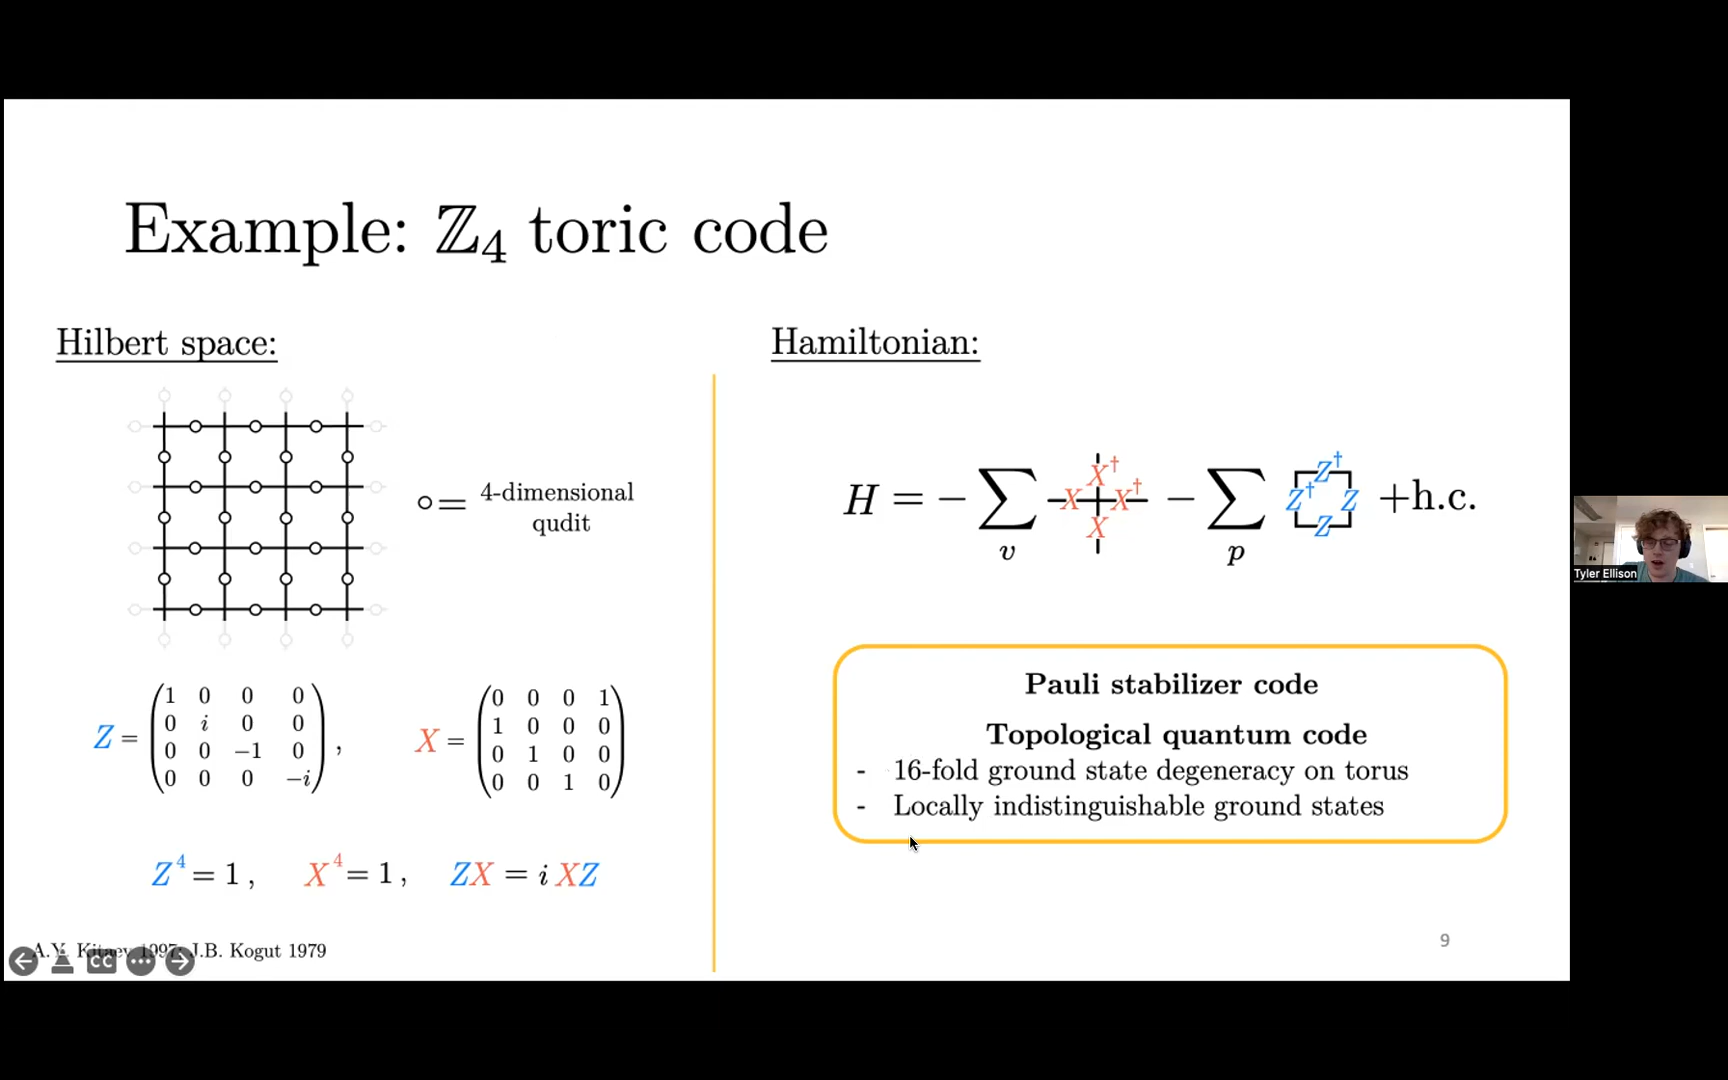 Example: ℤ₄ toric code
Hilbert space:
= 4-dimensional
qudit
Z = (1 0 0 0
0 i 0 0
0 0 −1 0
0 0 0 −i) ,
X = (0 0 0 1
1 0 0 0
0 1 0 0
0 0 1 0)
Z⁴ = 1 , X⁴ = 1 , ZX = i XZ
A.Y. Kitaev 1997; J.B. Kogut 1979
CC
Hamiltonian:
H = − ∑_v X† X X† X − ∑_p Z† Z† Z Z +h.c.
Pauli stabilizer code
Topological quantum code
- 16-fold ground state degeneracy on torus
- Locally indistinguishable ground states
9
Tyler Ellison